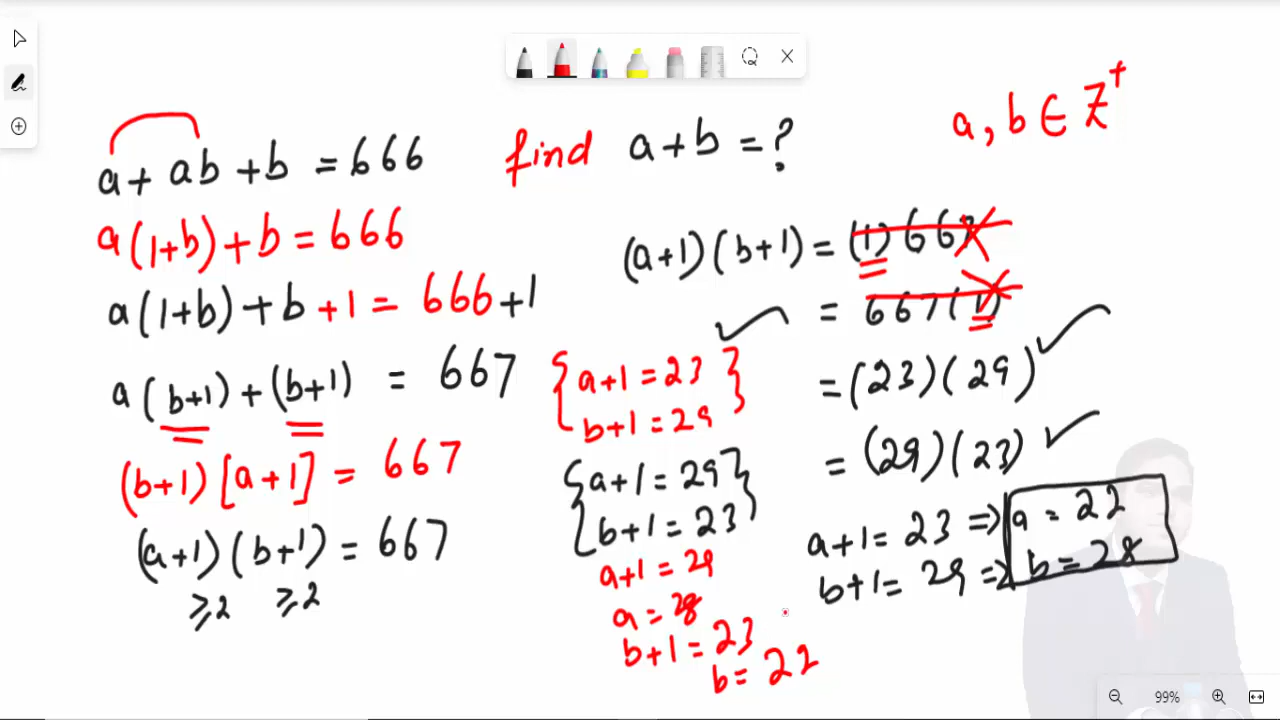 a + ab + b = 666 find a + b = ?
a, b ∈ Z⁺
a(1+b) + b = 666
a(1+b) + b + 1 = 666 + 1
a(b+1) + (b+1) = 667
(b+1)[a+1] = 667
(a+1)(b+1) = 667
≥2 ≥2
{a+1 = 23
b+1 = 29}
{a+1 = 29
b+1 = 23}
a+1 = 29
a = 28
b+1 = 23
b = 22
(a+1)(b+1) = (1)667
= 667(1)
= (23)(29)
= (29)(23)
a+1 = 23 ⇒ a = 22
b+1 = 29 ⇒ b = 28
99%